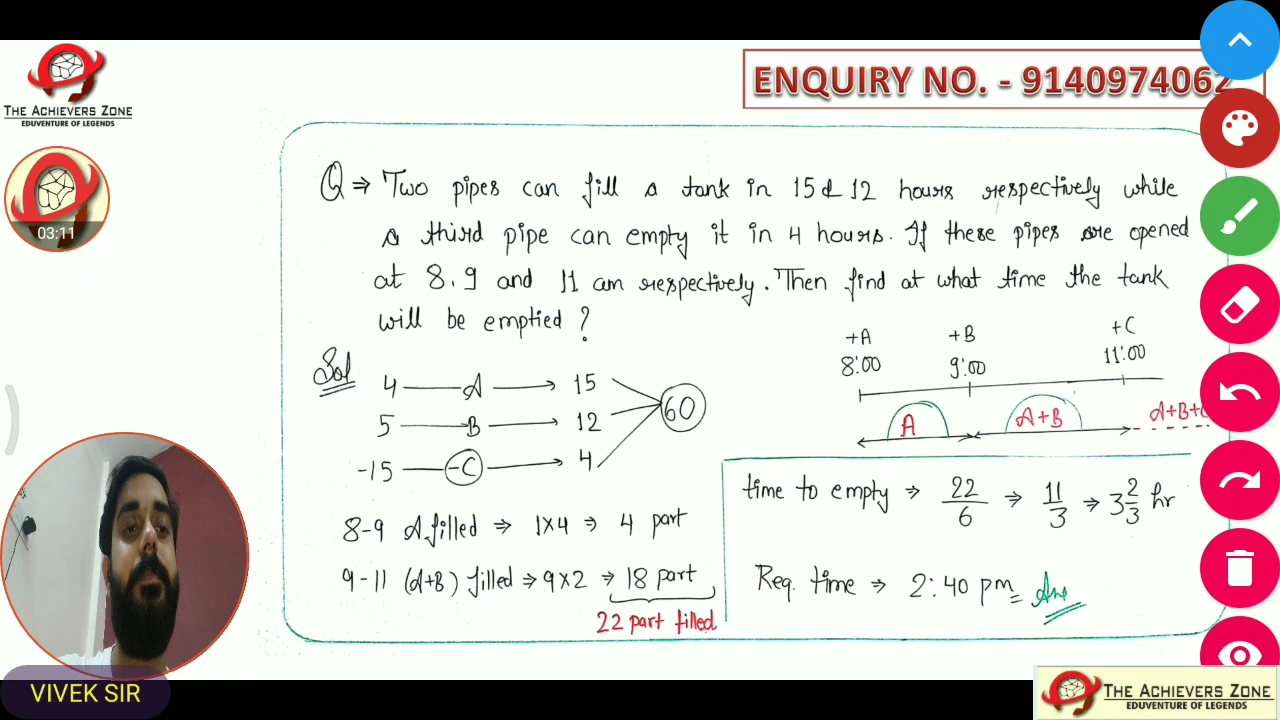 THE ACHIEVERS ZONE
EDUVENTURE OF LEGENDS
ENQUIRY NO. - 9140974062
03:11
Q ⇒ Two pipes can fill a tank in 15 & 12 hours respectively while
a third pipe can empty it in 4 hours. If these pipes are opened
at 8, 9 and 11 am respectively. Then find at what time the tank
will be emptied ?
Sol
4 — A → 15
5 — B → 12
-15 — -C → 4
60
+A +B +C
8:00 9:00 11:00
A A+B A+B+C
8-9 A filled ⇒ 1×4 ⇒ 4 part
9-11 (A+B) filled ⇒ 9×2 ⇒ 18 part
22 part filled
time to empty ⇒ 22/6 ⇒ 11/3 ⇒ 3 2/3 hr
Req. time ⇒ 2:40 pm Ans
VIVEK SIR
THE ACHIEVERS ZONE
EDUVENTURE OF LEGENDS